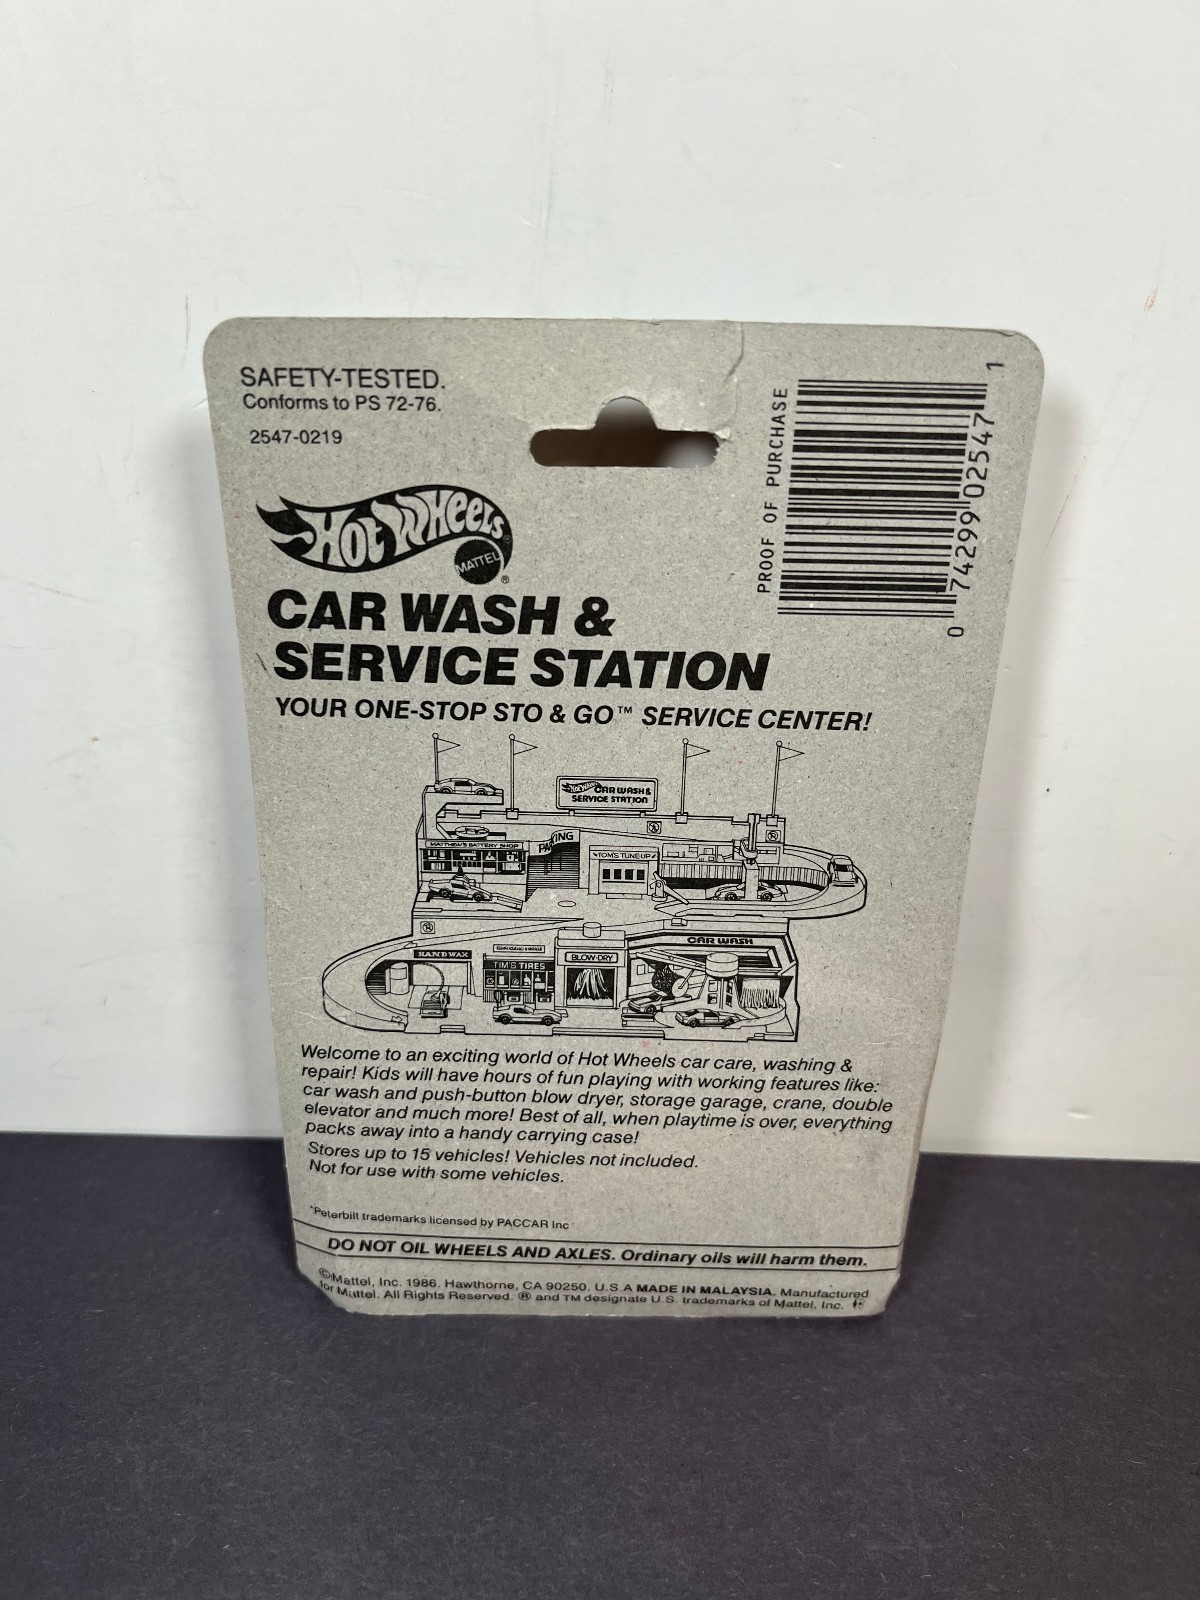 SAFETY-TESTED.
Conforms to PS 72-76.
2547-0219
PROOF OF PURCHASE
0 74299 02547 1
Hot Wheels®
MATTEL®
CAR WASH &
SERVICE STATION
YOUR ONE-STOP STO & GO™ SERVICE CENTER!
Hot Wheels CAR WASH &
SERVICE STATION
MATTHEW'S BATTERY SHOP
PARKING
TOM'S TUNE-UP
CAR WASH
HAND WAX
TIM'S TIRES
BLOW-DRY
Welcome to an exciting world of Hot Wheels car care, washing &
repair! Kids will have hours of fun playing with working features like:
car wash and push-button blow dryer, storage garage, crane, double
elevator and much more! Best of all, when playtime is over, everything
packs away into a handy carrying case!
Stores up to 15 vehicles! Vehicles not included.
Not for use with some vehicles.
*Peterbilt trademarks licensed by PACCAR Inc
DO NOT OIL WHEELS AND AXLES. Ordinary oils will harm them.
©Mattel, Inc. 1986. Hawthorne, CA 90250. U.S.A MADE IN MALAYSIA. Manufactured
for Mattel. All Rights Reserved. ® and TM designate U.S. trademarks of Mattel, Inc.